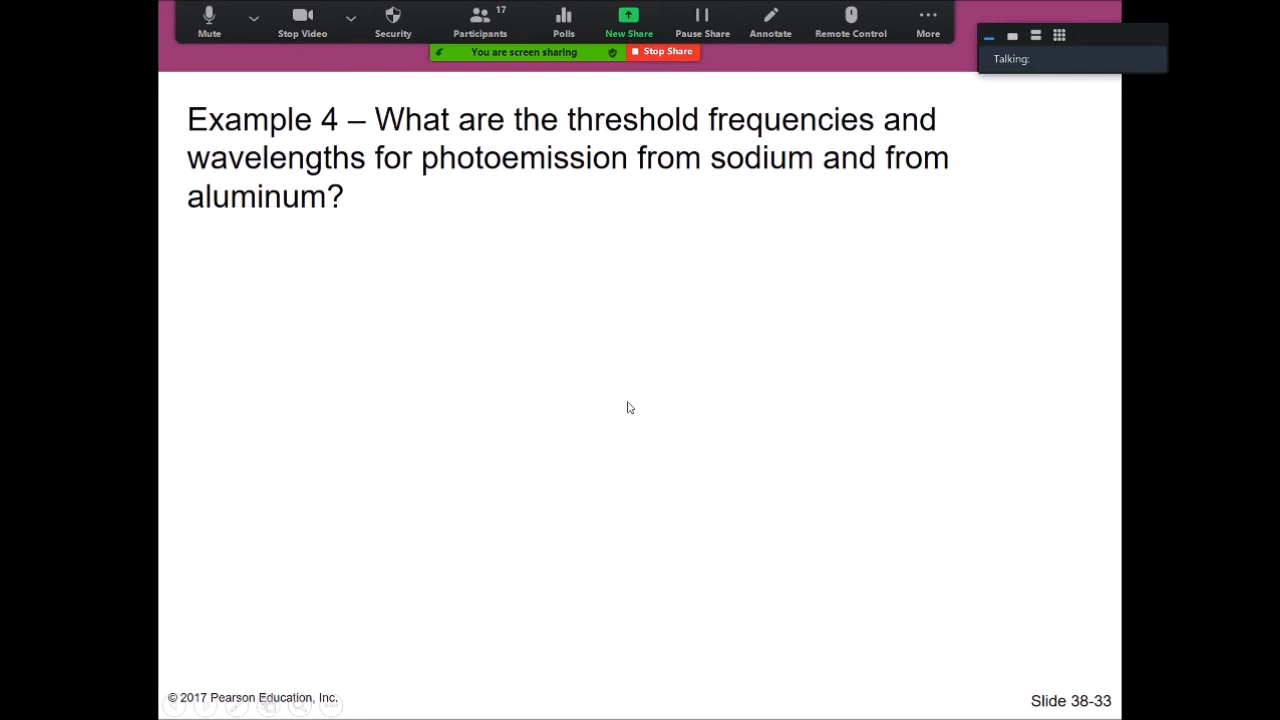 17
Mute Stop Video Security Participants Polls New Share Pause Share Annotate Remote Control More
You are screen sharing Stop Share
Talking:
Example 4 – What are the threshold frequencies and
wavelengths for photoemission from sodium and from
aluminum?
© 2017 Pearson Education, Inc.
Slide 38-33